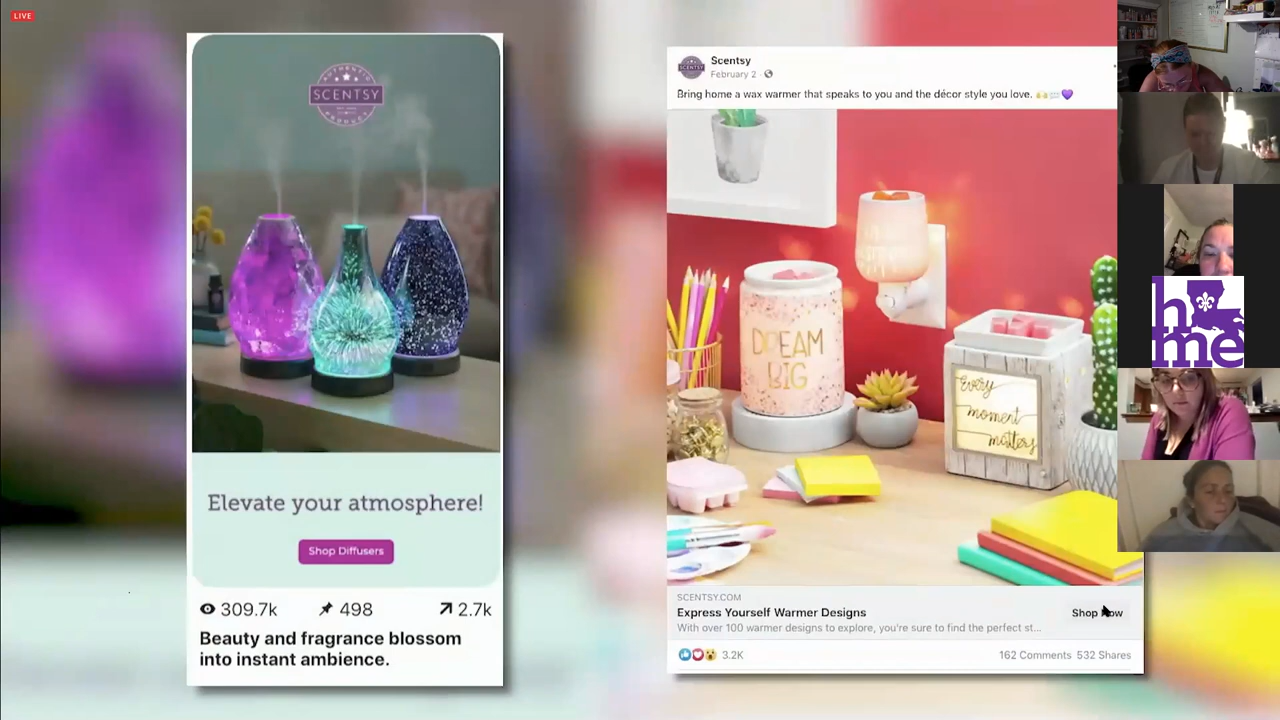 LIVE
AUTHENTIC
SCENTSY
PRODUCT
Elevate your atmosphere!
Shop Diffusers
309.7k
498
2.7k
Beauty and fragrance blossom
into instant ambience.
Scentsy
February 2
Bring home a wax warmer that speaks to you and the décor style you love.
DREAM
BIG
Every
moment
matters
SCENTSY.COM
Express Yourself Warmer Designs
Shop Now
With over 100 warmer designs to explore, you're sure to find the perfect st...
3.2K
162 Comments 532 Shares
h me